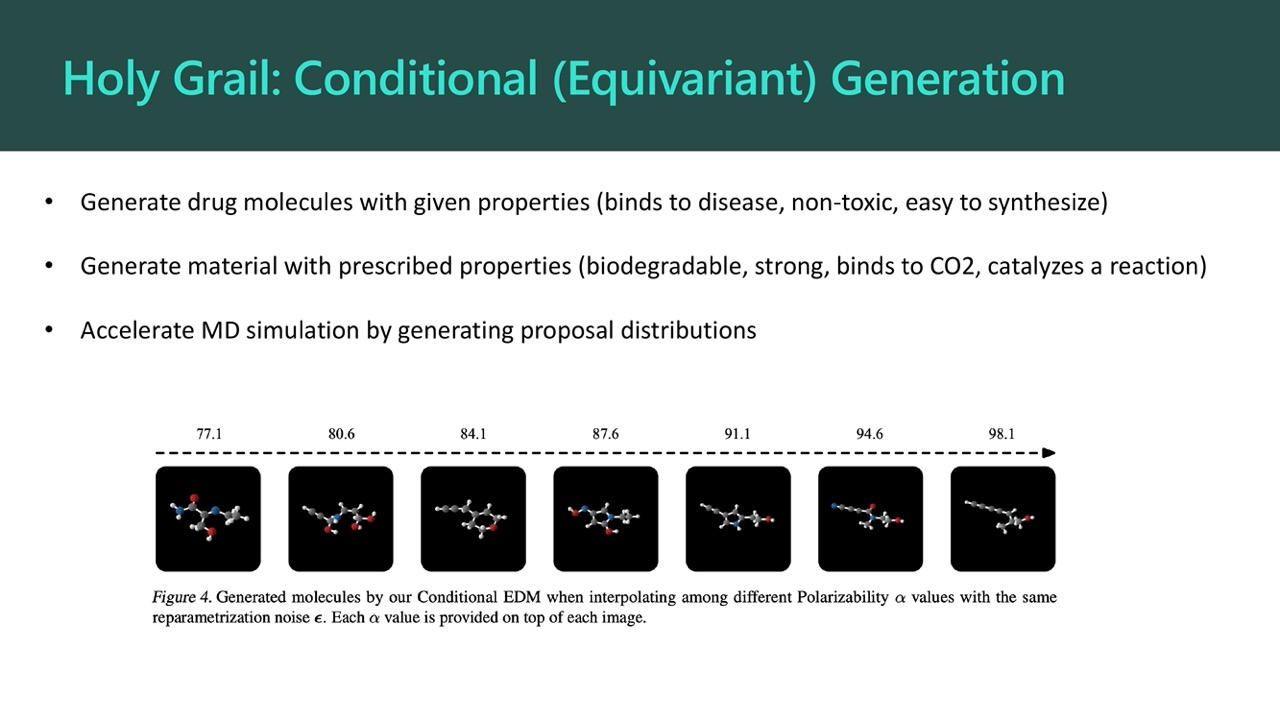 Holy Grail: Conditional (Equivariant) Generation
• Generate drug molecules with given properties (binds to disease, non-toxic, easy to synthesize)
• Generate material with prescribed properties (biodegradable, strong, binds to CO2, catalyzes a reaction)
• Accelerate MD simulation by generating proposal distributions
77.1 80.6 84.1 87.6 91.1 94.6 98.1
Figure 4. Generated molecules by our Conditional EDM when interpolating among different Polarizability α values with the same
reparametrization noise ϵ. Each α value is provided on top of each image.